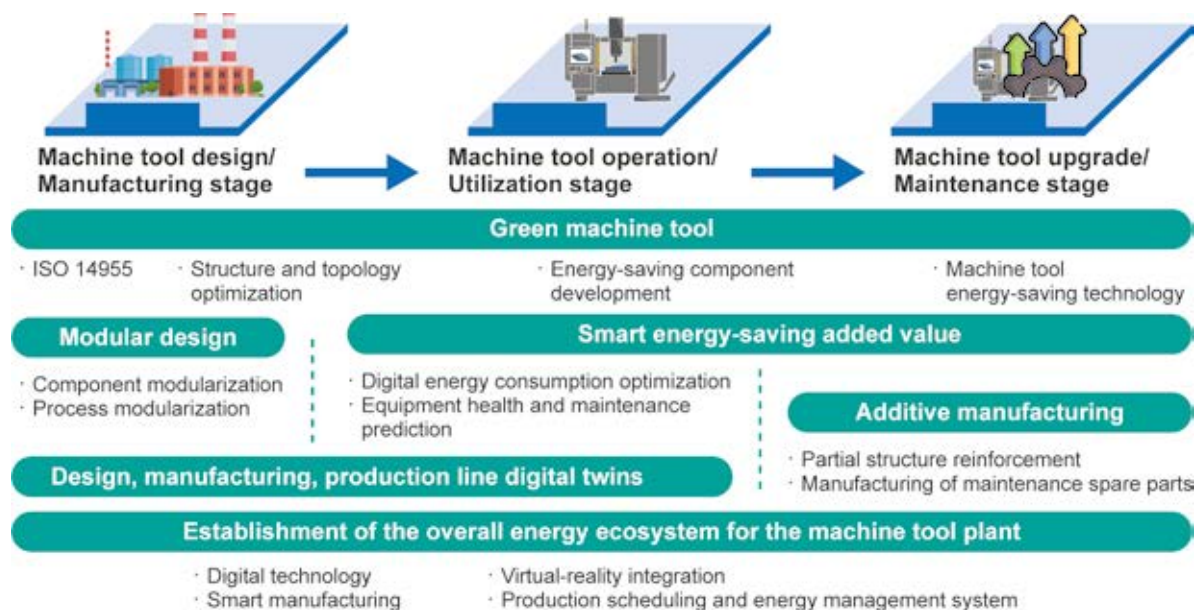 Machine tool design/
Manufacturing stage
Machine tool operation/
Utilization stage
Machine tool upgrade/
Maintenance stage
Green machine tool
· ISO 14955
· Structure and topology
optimization
· Energy-saving component
development
· Machine tool
energy-saving technology
Modular design
· Component modularization
· Process modularization
Smart energy-saving added value
· Digital energy consumption optimization
· Equipment health and maintenance
prediction
Additive manufacturing
· Partial structure reinforcement
· Manufacturing of maintenance spare parts
Design, manufacturing, production line digital twins
Establishment of the overall energy ecosystem for the machine tool plant
· Digital technology
· Smart manufacturing
· Virtual-reality integration
· Production scheduling and energy management system